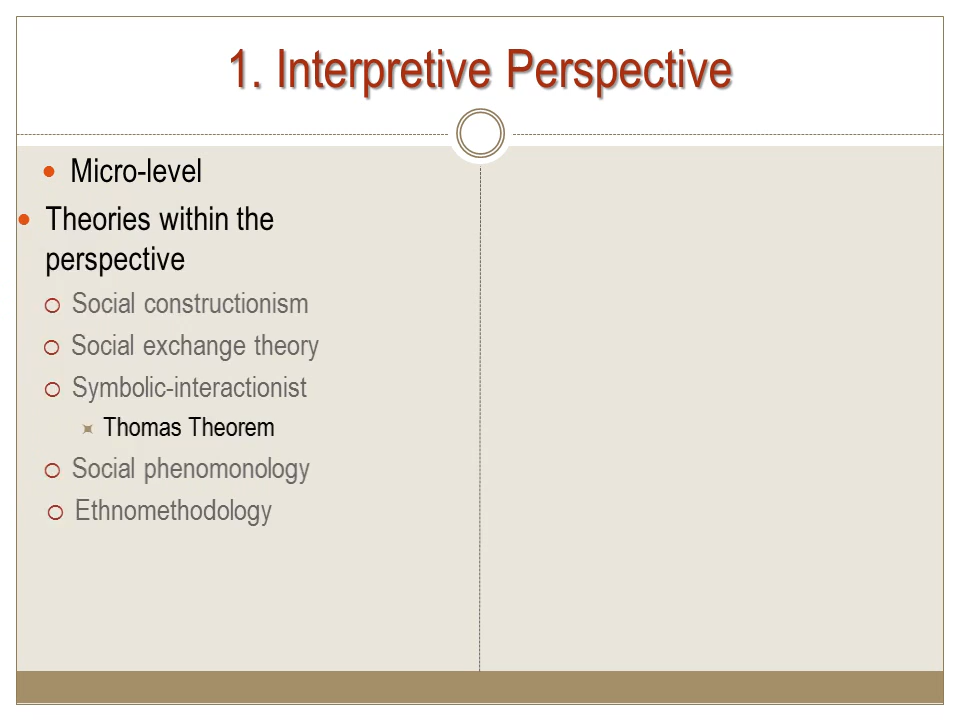 1. Interpretive Perspective
Micro-level
Theories within the
perspective
Social constructionism
Social exchange theory
Symbolic-interactionist
Thomas Theorem
Social phenomonology
Ethnomethodology